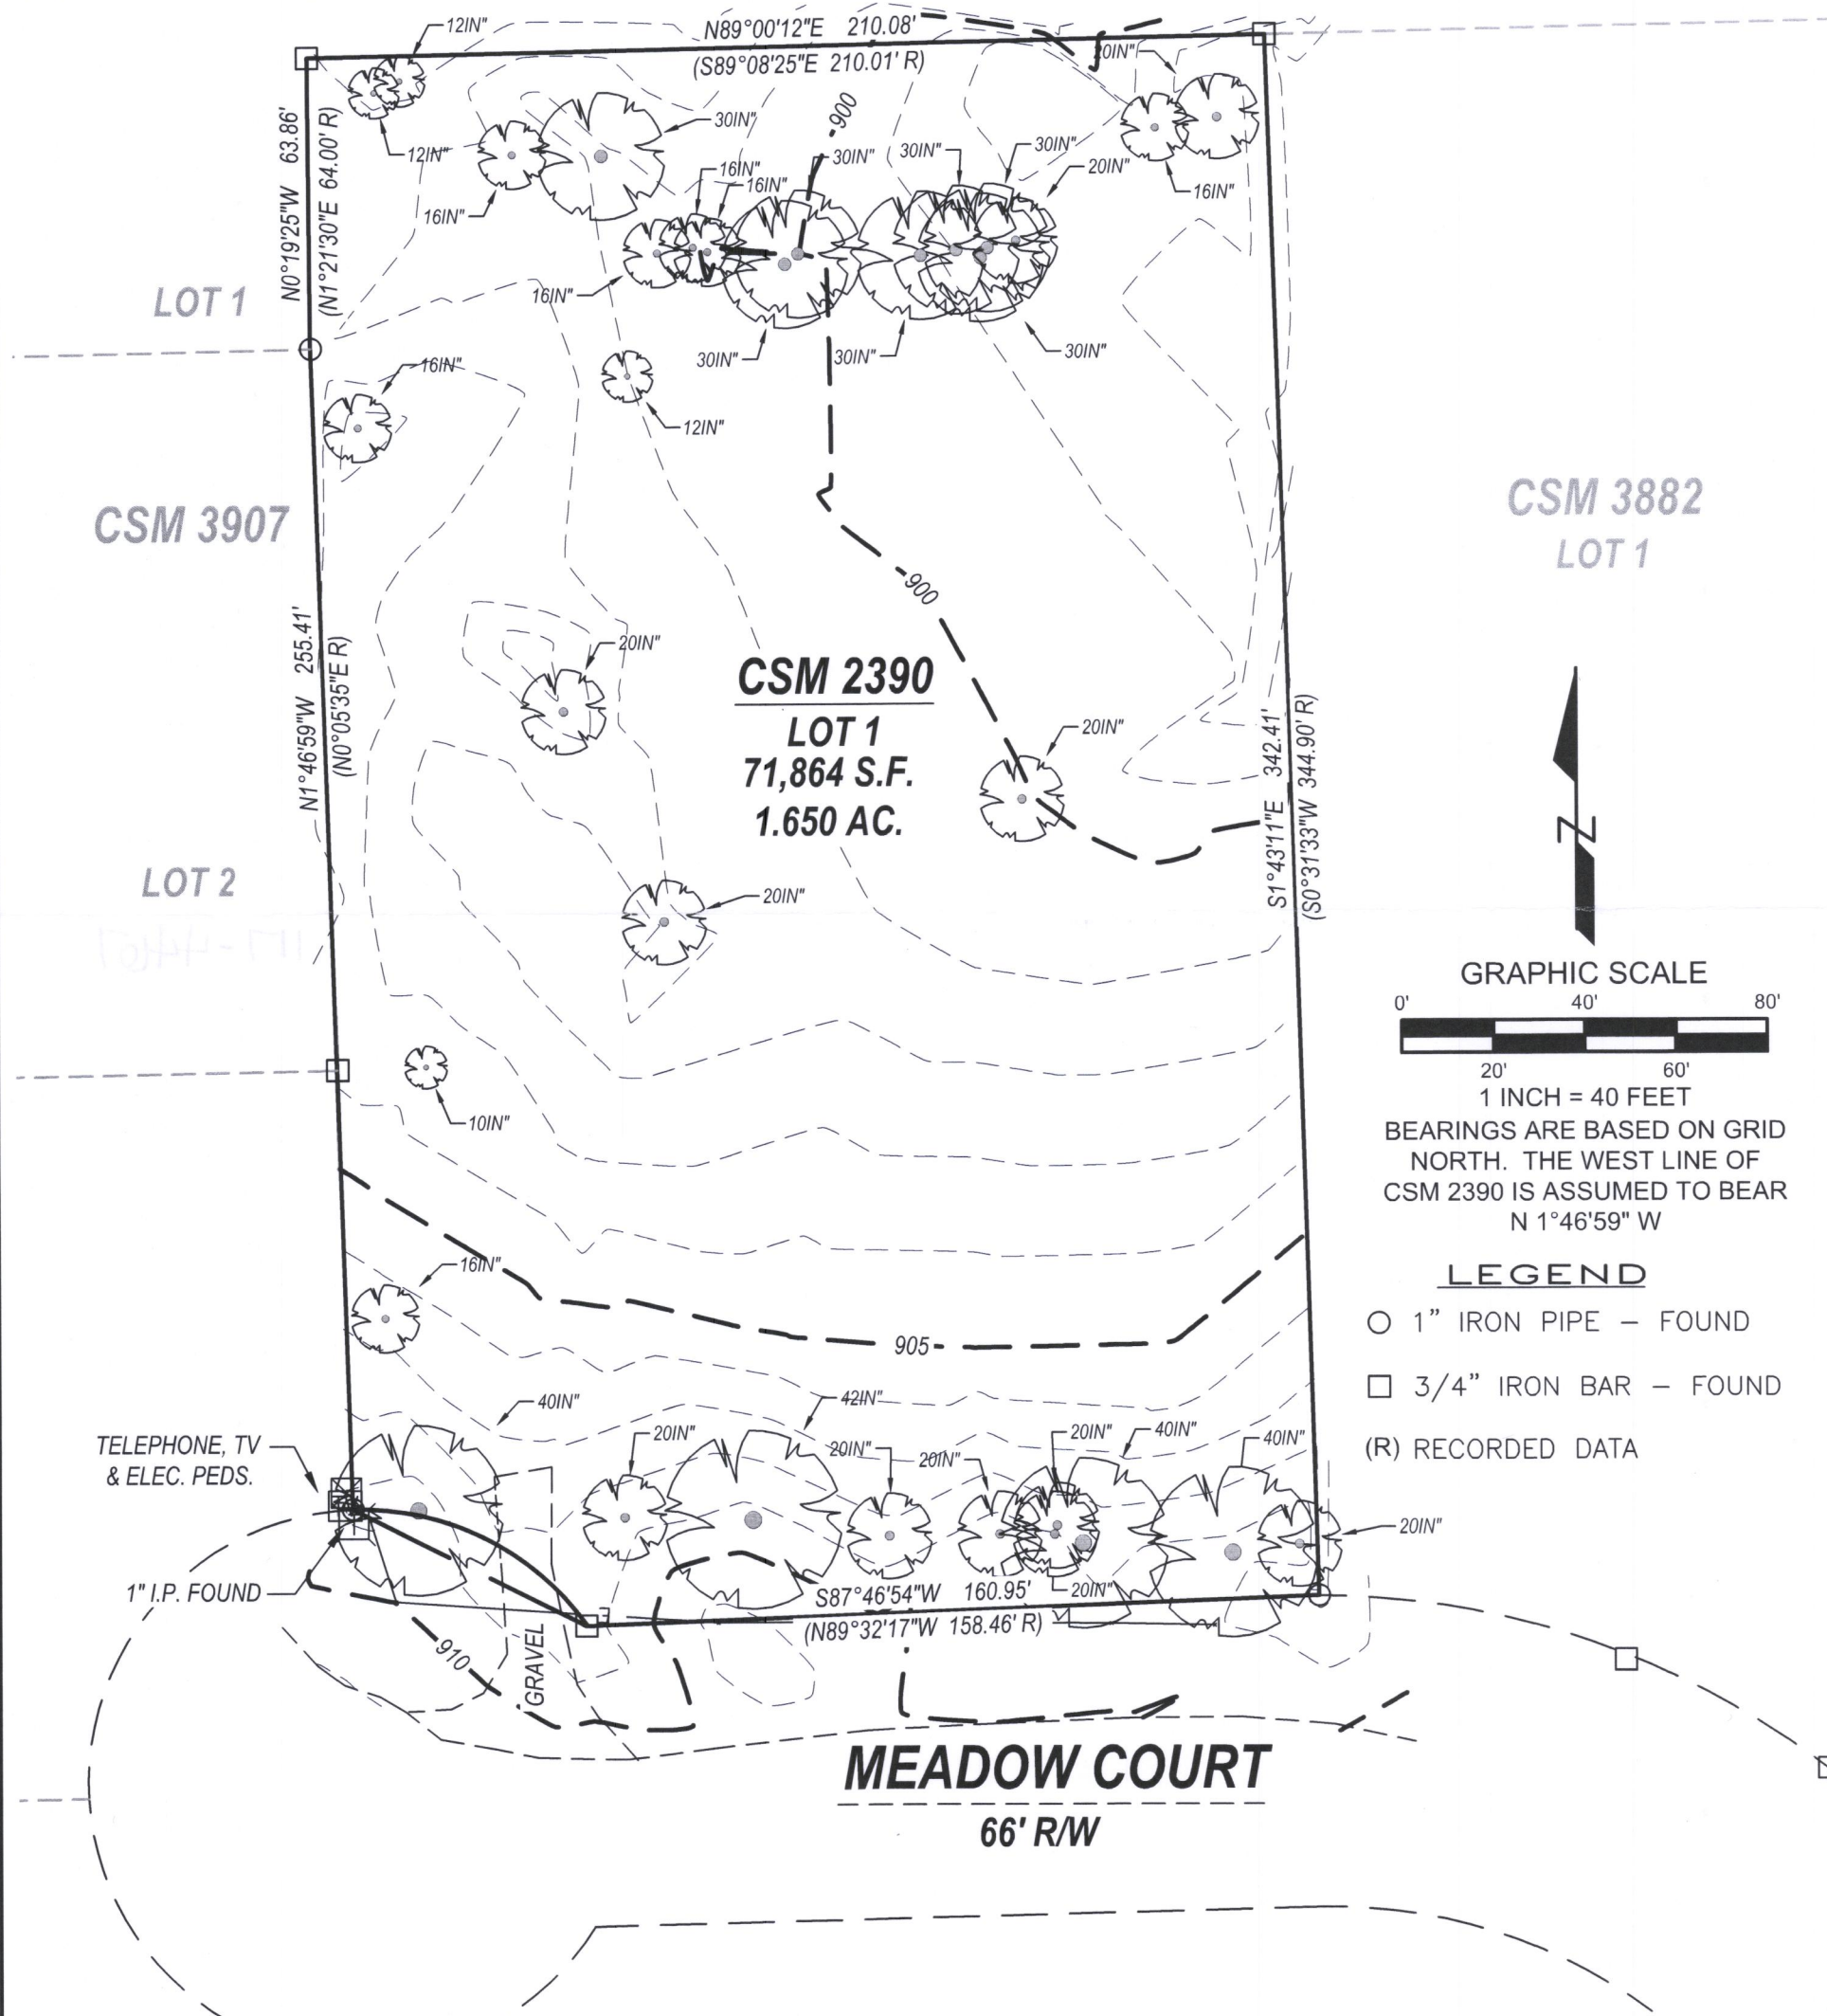 12IN"
N89°00'12"E 210.08'
(S89°08'25"E 210.01' R)
20IN"
N0°19'25"W 63.86'
(N1°21'30"E 64.00' R)
12IN"
30IN"
900
16IN"
16IN"
16IN"
30IN"
30IN"
30IN"
20IN"
16IN"
16IN"
LOT 1
30IN"
30IN"
30IN"
16IN"
12IN"
CSM 3907
CSM 3882
LOT 1
900
N1°46'59"W 255.41'
(N0°05'35"E R)
20IN"
CSM 2390
LOT 1
71,864 S.F.
1.650 AC.
20IN"
S1°43'11"E 342.41'
(S0°31'33"W 344.90' R)
N
LOT 2
20IN"
GRAPHIC SCALE
0' 40' 80'
20' 60'
1 INCH = 40 FEET
BEARINGS ARE BASED ON GRID
NORTH. THE WEST LINE OF
CSM 2390 IS ASSUMED TO BEAR
N 1°46'59" W
10IN"
LEGEND
1" IRON PIPE – FOUND
3/4" IRON BAR – FOUND
(R) RECORDED DATA
16IN"
905
40IN"
42IN"
20IN"
20IN"
20IN"
20IN"
40IN"
40IN"
TELEPHONE, TV
& ELEC. PEDS.
20IN"
1" I.P. FOUND
S87°46'54"W 160.95'
20IN"
(N89°32'17"W 158.46' R)
910
GRAVEL
MEADOW COURT
66' R/W